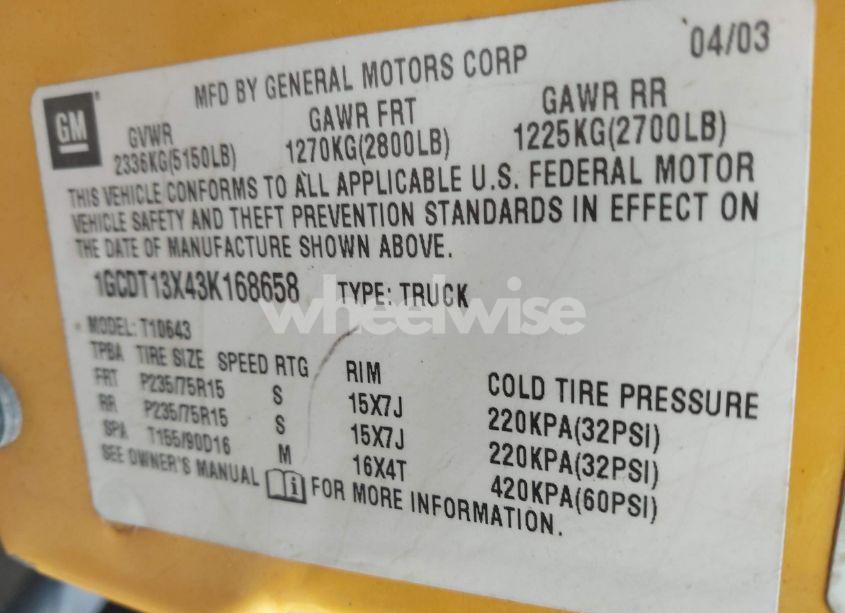 04/03
MFD BY GENERAL MOTORS CORP
GM
GVWR GAWR FRT GAWR RR
2336KG(5150LB) 1270KG(2800LB) 1225KG(2700LB)
THIS VEHICLE CONFORMS TO ALL APPLICABLE U.S. FEDERAL MOTOR
VEHICLE SAFETY AND THEFT PREVENTION STANDARDS IN EFFECT ON
THE DATE OF MANUFACTURE SHOWN ABOVE.
1GCDT13X43K168658 TYPE: TRUCK
wheelwise
MODEL: T10643
TPBA TIRE SIZE SPEED RTG RIM COLD TIRE PRESSURE
FRT P235/75R15 S 15X7J 220KPA(32PSI)
RR P235/75R15 S 15X7J 220KPA(32PSI)
SPA T155/90D16 M 16X4T 420KPA(60PSI)
SEE OWNER'S MANUAL FOR MORE INFORMATION.